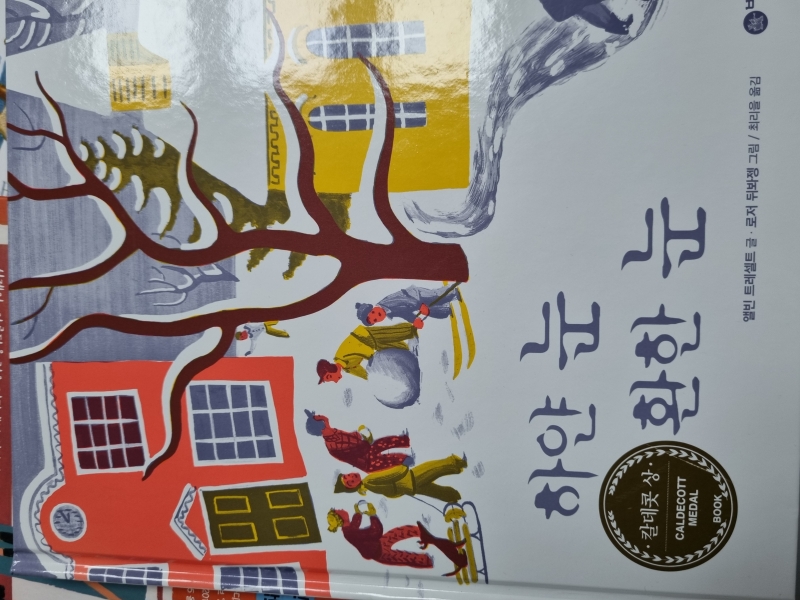 하얀 눈
환한 눈
·칼데콧 상·
CALDECOTT
MEDAL
BOOK
앨빈 트레셀트 글 · 로저 뒤바젱 그림 / 최리을 옮김